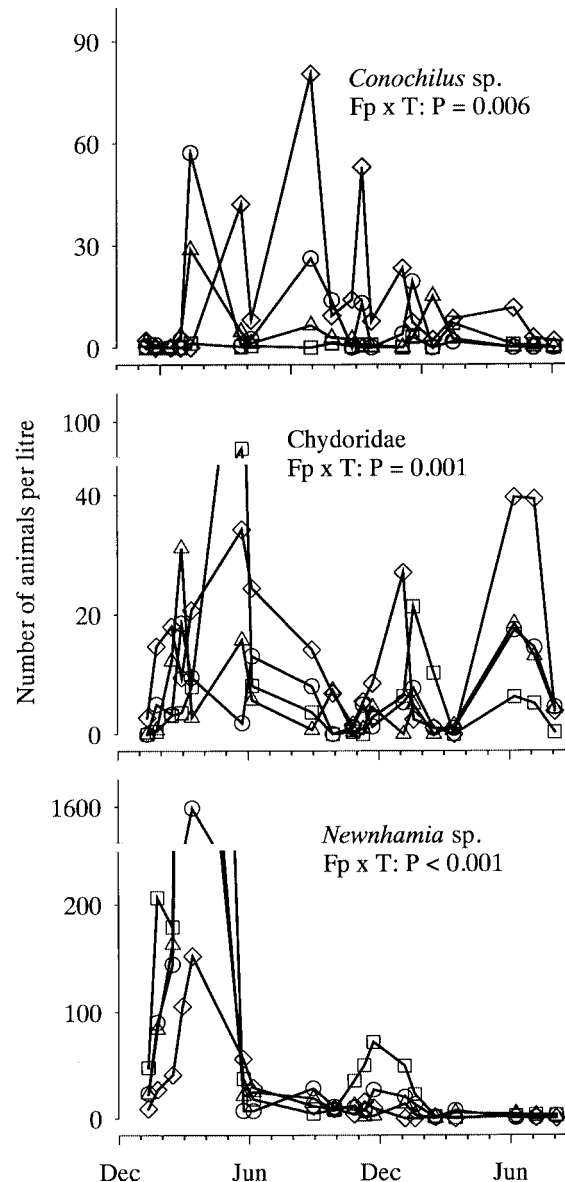 90
Conochilus sp.
Fp x T: P = 0.006
60
30
0
Number of animals per litre
100
Chydoridae
Fp x T: P = 0.001
40
20
0
1600
Newnhamia sp.
Fp x T: P < 0.001
200
100
0
Dec Jun Dec Jun